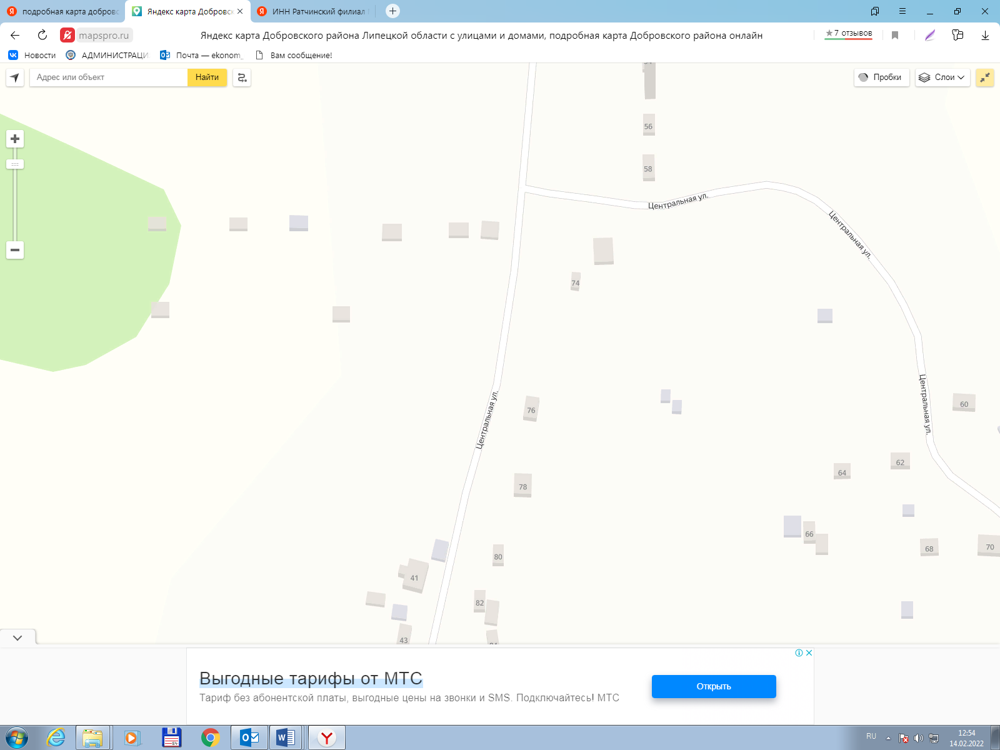 подробная карта добровс
Яндекс карта Добровск
ИНН Ратчинский филиал
mapspro.ru
Яндекс карта Добровского района Липецкой области с улицами и домами, подробная карта Добровского района онлайн
7 отзывов
Новости
АДМИНИСТРАЦИ
Почта — ekonom_
Вам сообщение!
Адрес или объект
Найти
Пробки
Слои
56
58
Центральная ул.
Центральная ул.
74
Центральная ул.
Центральная ул.
76
60
62
64
78
66
68
70
80
41
82
43
Выгодные тарифы от МТС
Тариф без абонентской платы, выгодные цены на звонки и SMS. Подключайтесь! МТС
Открыть
RU
12:54
14.02.2022